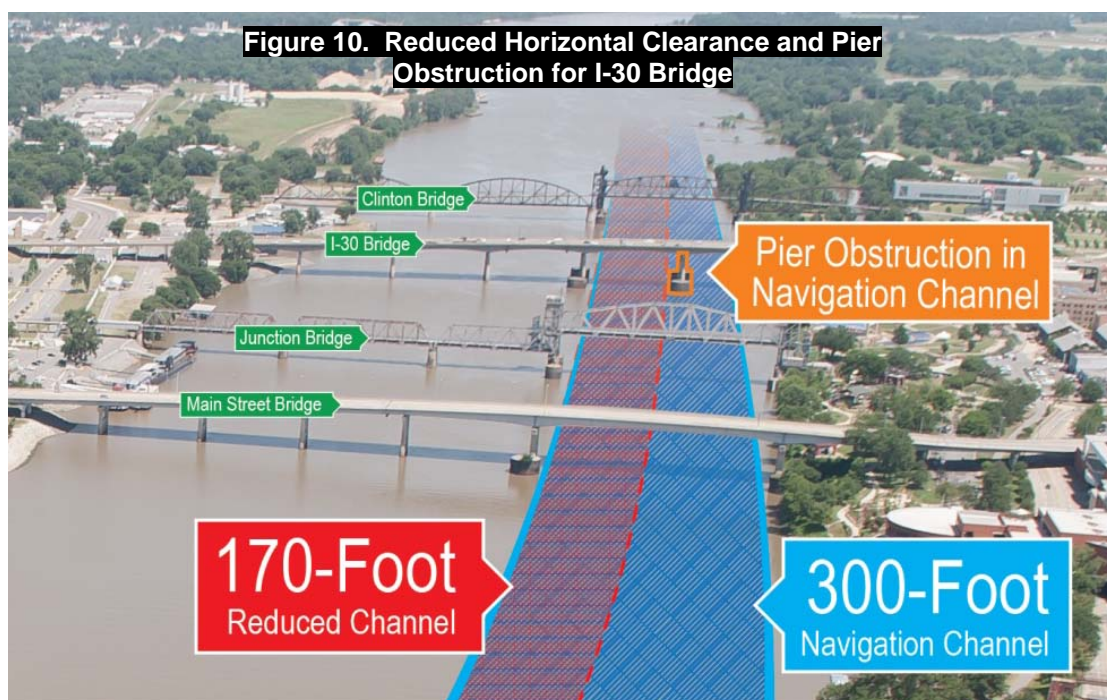 Figure 10.  Reduced Horizontal Clearance and Pier
Obstruction for I-30 Bridge
Clinton Bridge
I-30 Bridge
Pier Obstruction in
Navigation Channel
Junction Bridge
Main Street Bridge
170-Foot
Reduced Channel
300-Foot
Navigation Channel